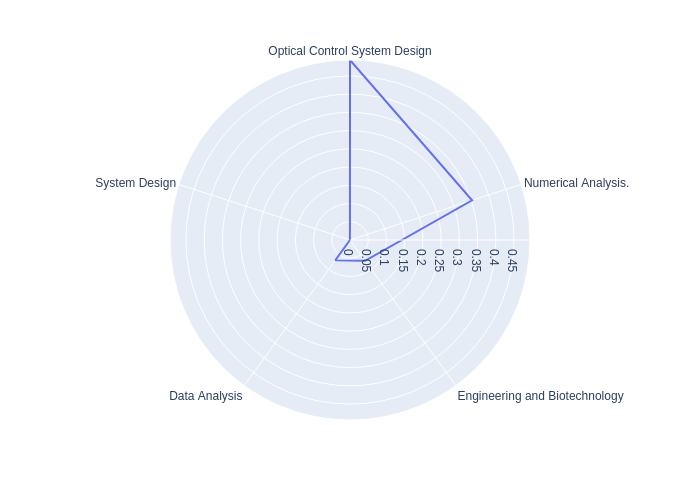 Optical Control System Design
System Design
Numerical Analysis.
0
0.05
0.1
0.15
0.2
0.25
0.3
0.35
0.4
0.45
Data Analysis
Engineering and Biotechnology